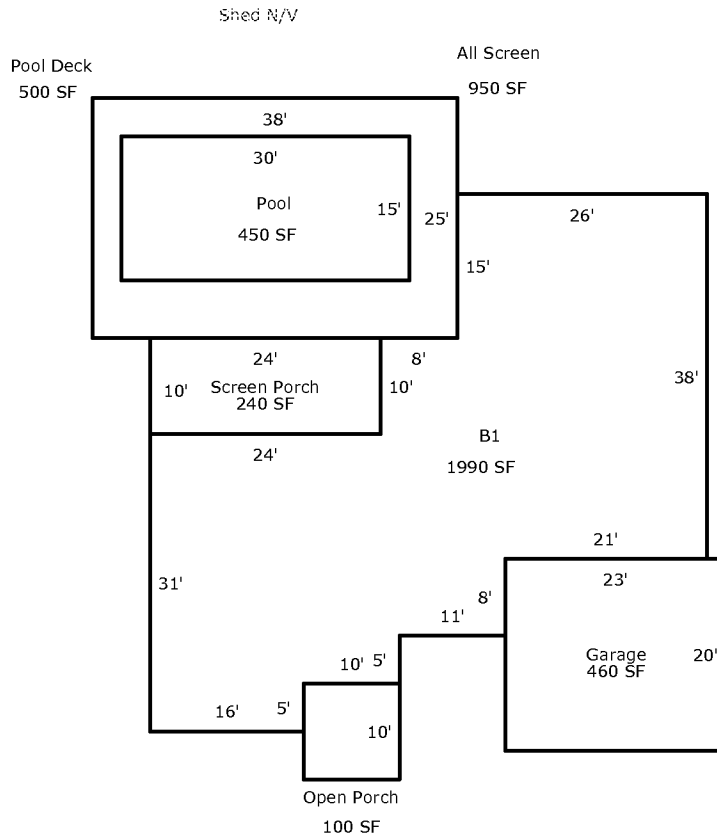 Shed N/V
All Screen
950 SF
Pool Deck
500 SF
38'
30'
Pool
450 SF
15'
25'
26'
15'
24'
8'
10'
Screen Porch
240 SF
10'
24'
38'
B1
1990 SF
21'
23'
31'
8'
11'
Garage
460 SF
20'
10'
5'
16'
5'
10'
Open Porch
100 SF